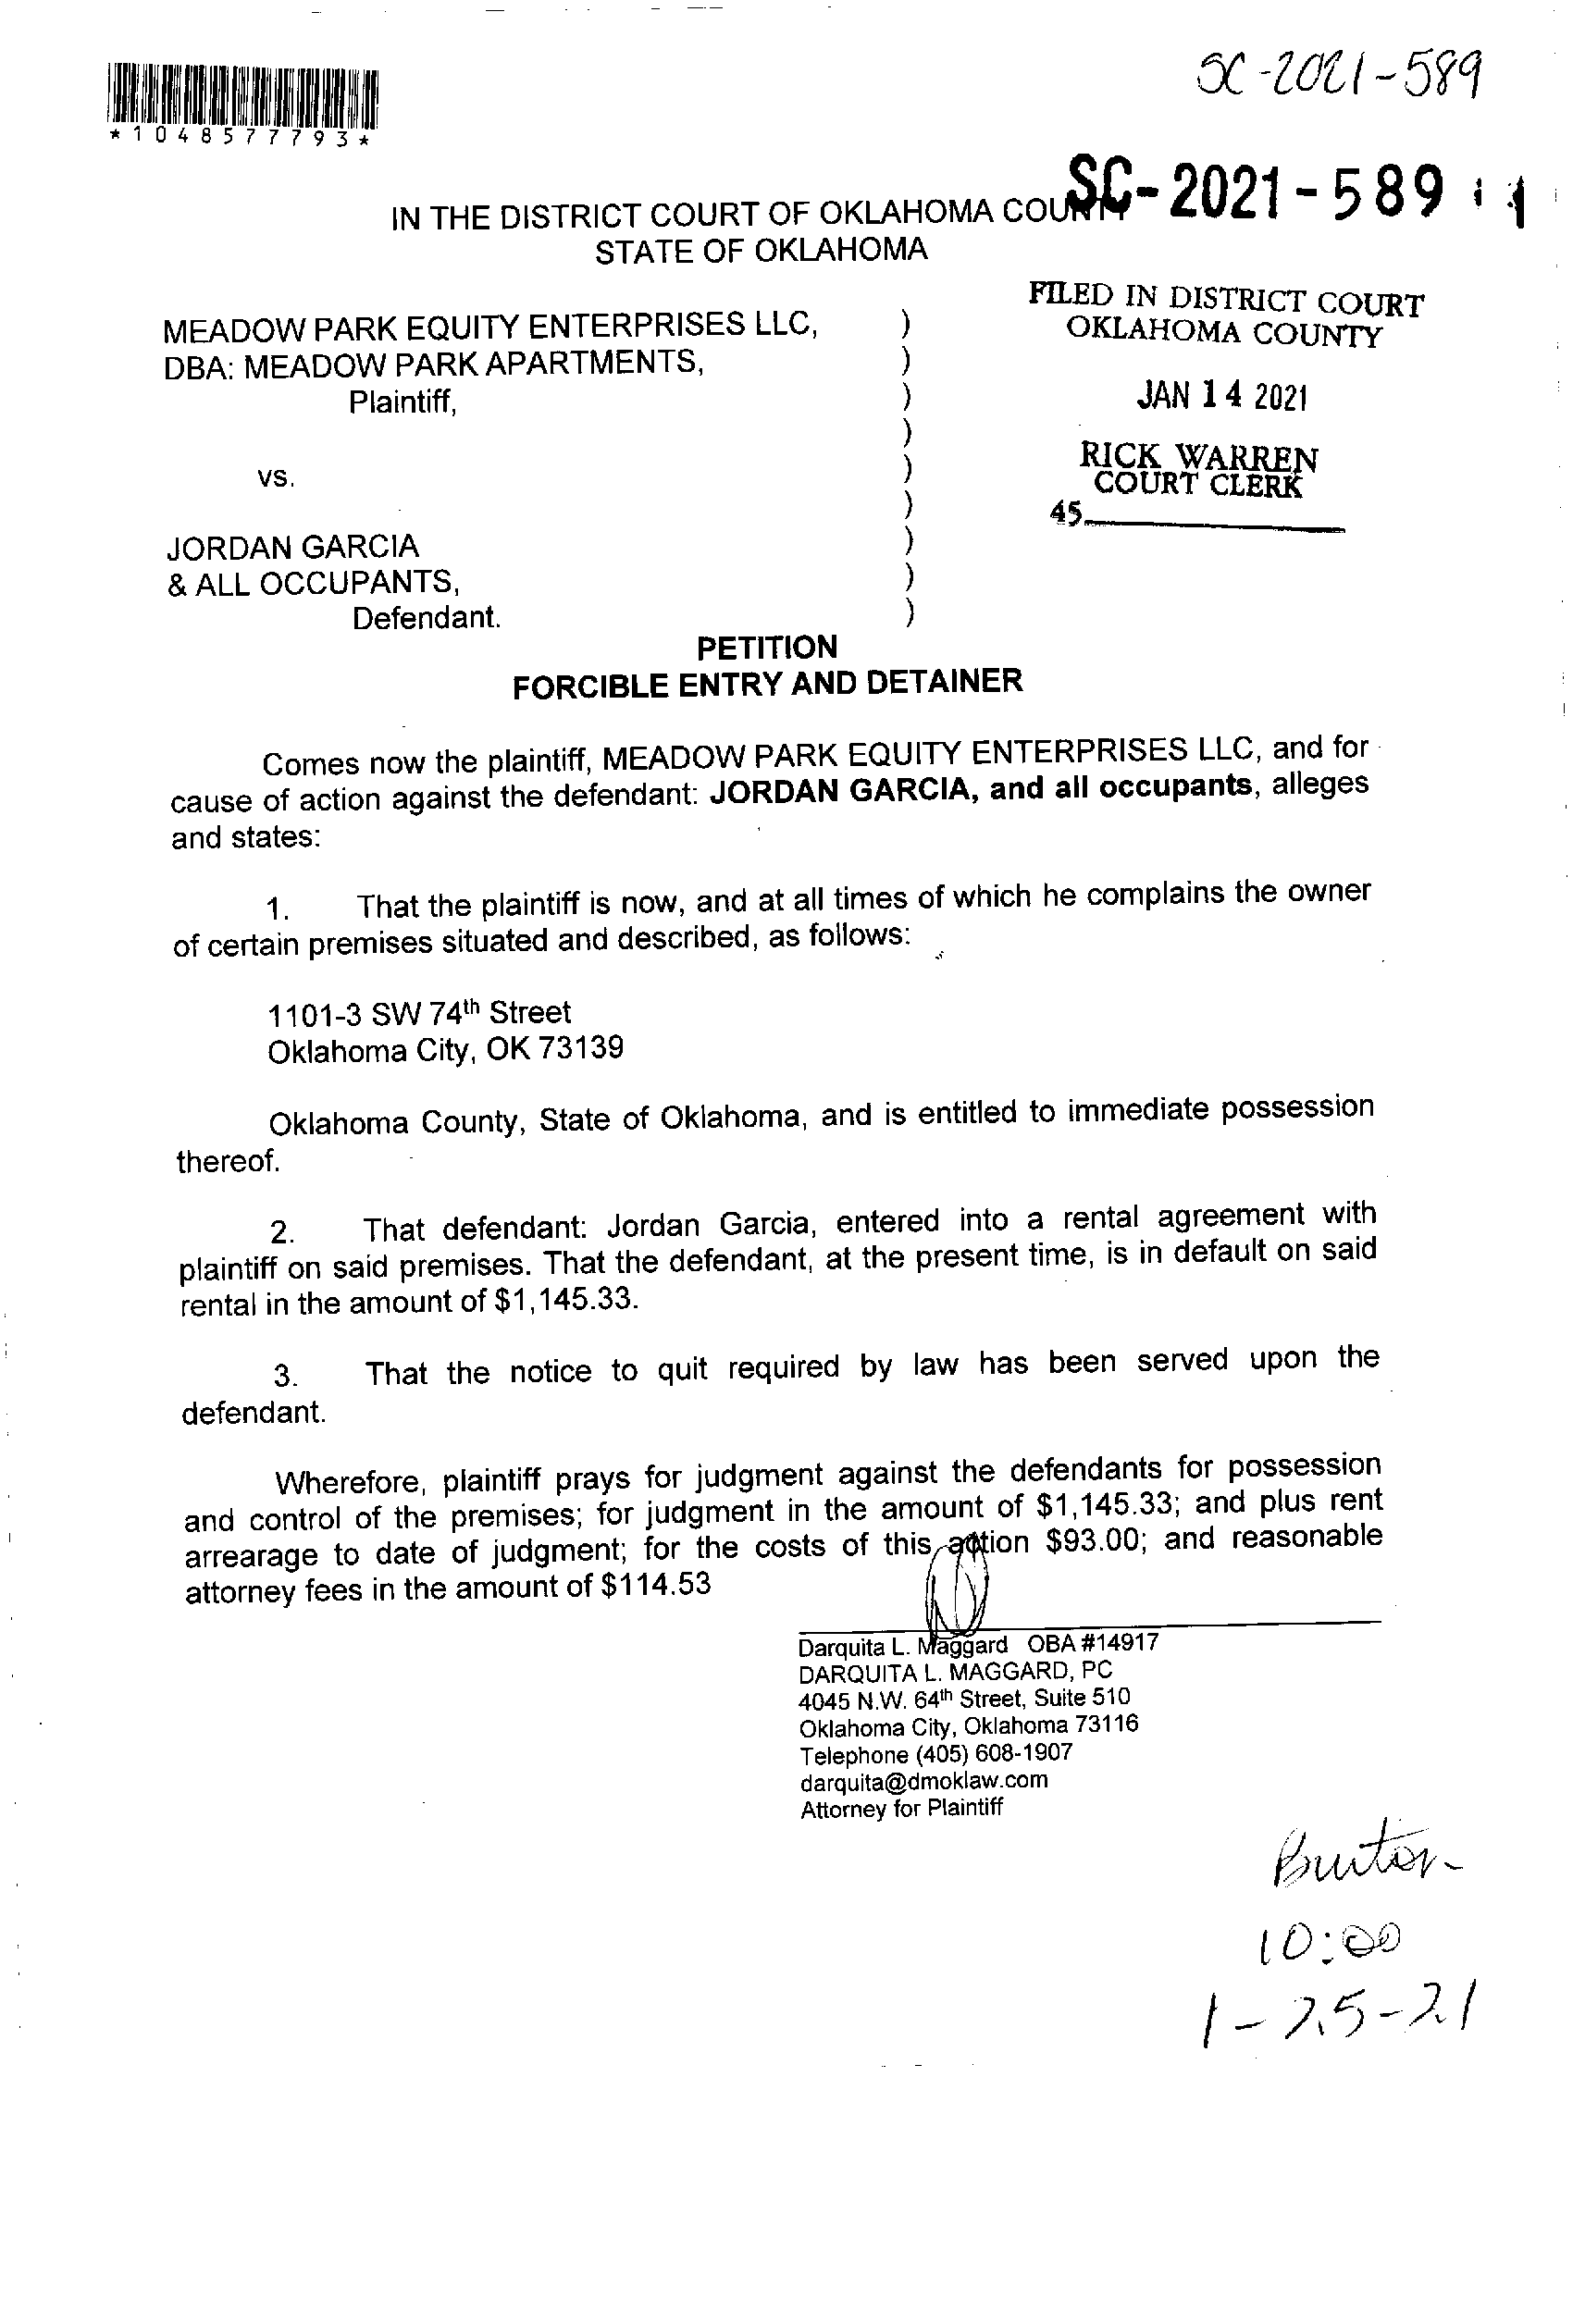 SC-2021-589
*1048577793*
SC-2021-589
IN THE DISTRICT COURT OF OKLAHOMA COUNTY
STATE OF OKLAHOMA
FILED IN DISTRICT COURT
OKLAHOMA COUNTY
JAN 14 2021
RICK WARREN
COURT CLERK
45
MEADOW PARK EQUITY ENTERPRISES LLC, )
DBA: MEADOW PARK APARTMENTS, )
Plaintiff, )
)
vs. )
)
JORDAN GARCIA )
& ALL OCCUPANTS, )
Defendant. )
PETITION
FORCIBLE ENTRY AND DETAINER
Comes now the plaintiff, MEADOW PARK EQUITY ENTERPRISES LLC, and for
cause of action against the defendant: JORDAN GARCIA, and all occupants, alleges
and states:
1. That the plaintiff is now, and at all times of which he complains the owner
of certain premises situated and described, as follows:
1101-3 SW 74th Street
Oklahoma City, OK 73139
Oklahoma County, State of Oklahoma, and is entitled to immediate possession
thereof.
2. That defendant: Jordan Garcia, entered into a rental agreement with
plaintiff on said premises. That the defendant, at the present time, is in default on said
rental in the amount of $1,145.33.
3. That the notice to quit required by law has been served upon the
defendant.
Wherefore, plaintiff prays for judgment against the defendants for possession
and control of the premises; for judgment in the amount of $1,145.33; and plus rent
arrearage to date of judgment; for the costs of this action $93.00; and reasonable
attorney fees in the amount of $114.53
Darquita L. Maggard OBA #14917
DARQUITA L. MAGGARD, PC
4045 N.W. 64th Street, Suite 510
Oklahoma City, Oklahoma 73116
Telephone (405) 608-1907
darquita@dmoklaw.com
Attorney for Plaintiff
Burton
10:00
1-25-21